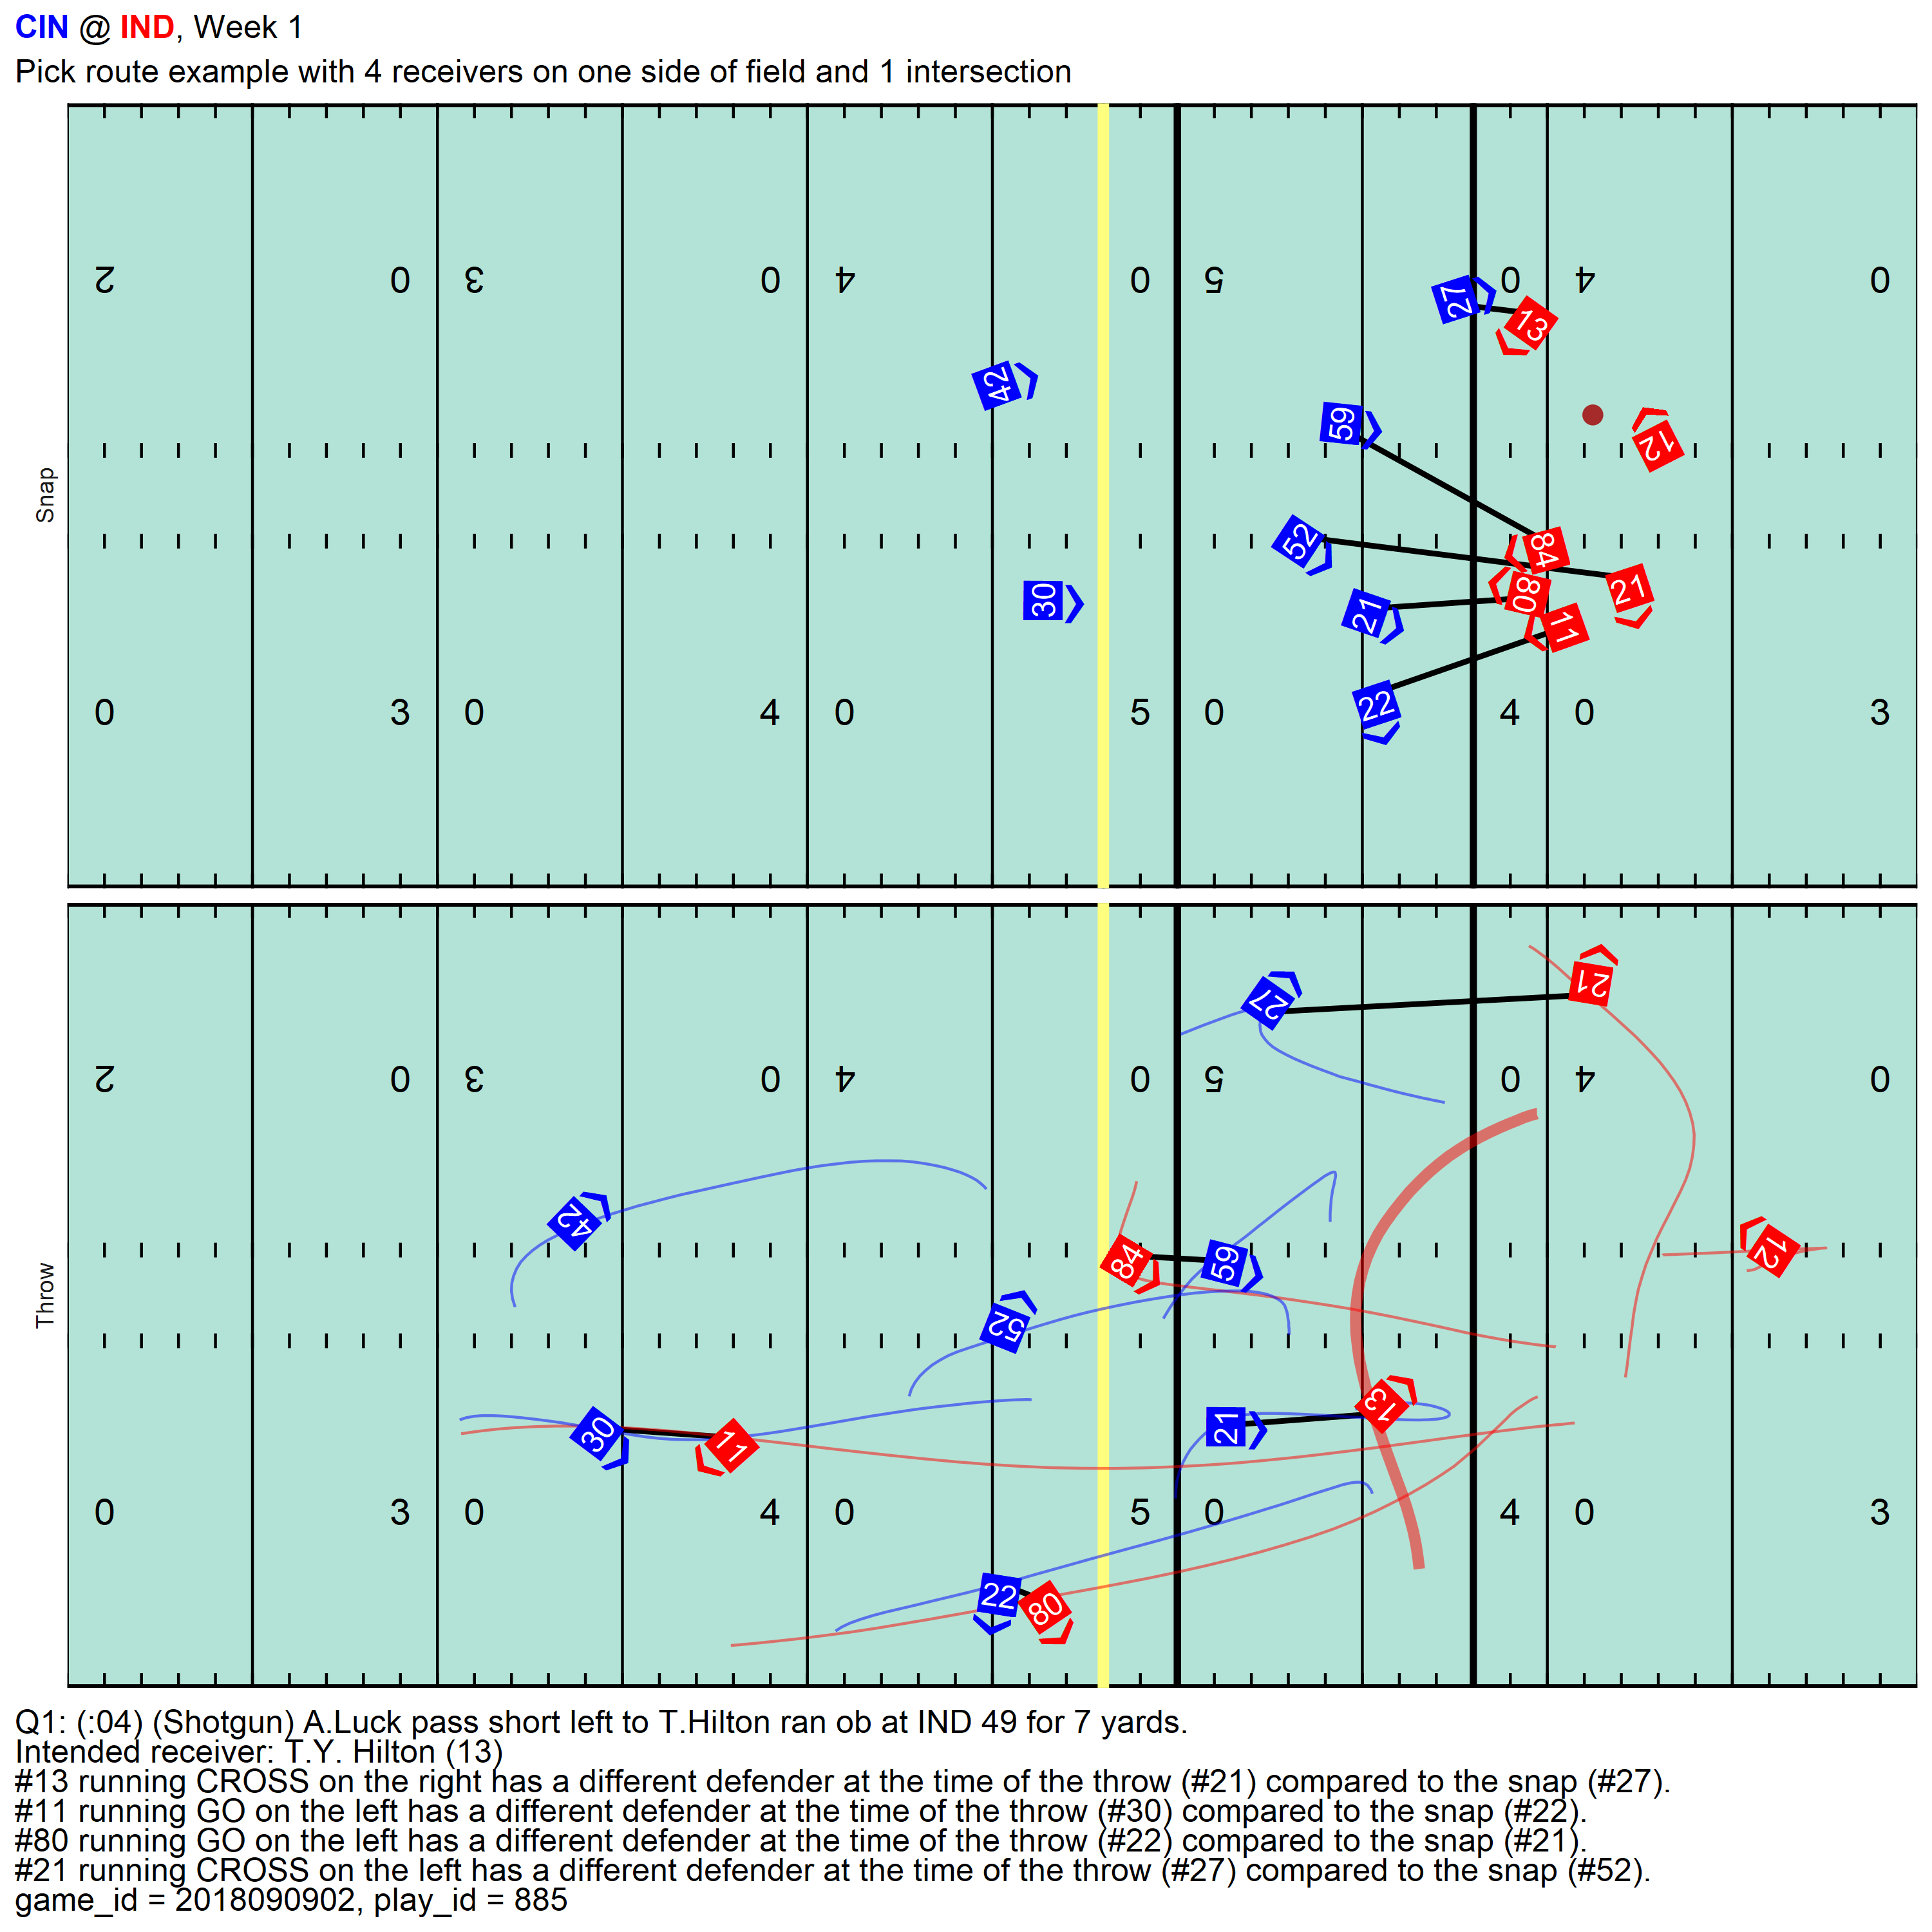 CIN @ IND, Week 1
Pick route example with 4 receivers on one side of field and 1 intersection
Snap
2 0 3 0 4 0 5 0 4 0
27
13
42
59
12
52
84
21
30
80
21
11
22
0 3 0 4 0 5 0 4 0 3
Throw
21
27
2 0 3 0 4 0 5 0 4 0
42
12
84
59
52
13
30
11
21
0 3 0 4 0 5 0 4 0 3
22
80
Q1: (:04) (Shotgun) A.Luck pass short left to T.Hilton ran ob at IND 49 for 7 yards.
Intended receiver: T.Y. Hilton (13)
#13 running CROSS on the right has a different defender at the time of the throw (#21) compared to the snap (#27).
#11 running GO on the left has a different defender at the time of the throw (#30) compared to the snap (#22).
#80 running GO on the left has a different defender at the time of the throw (#22) compared to the snap (#21).
#21 running CROSS on the left has a different defender at the time of the throw (#27) compared to the snap (#52).
game_id = 2018090902, play_id = 885